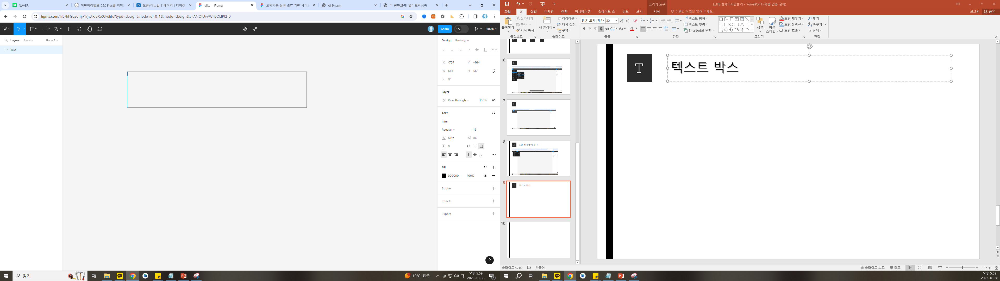 NAVER
이번에야말로 CSS Flex를 익혀
오픈/리뉴얼 1 페이지 | 디비컷
elite – Figma
의학약품 분류 GPT 기반 사이트
AI-Pharm
더 편한교복! 엘리트학생복
figma.com/file/hFGqzofhjPl7jwtPJ3Xe03/elite?type=design&node-id=0-1&mode=design&t=ANOIUvVWFBOLIPJ2-0
Share
100%
Layers Assets Page 1
Text
Design Prototype
X -707 Y -464
W 688 H 137
0°
Layer
Pass through 100%
Text
Inter
Regular 12
Auto |A| 0%
0
Fill
000000 100%
Stroke
Effects
Export
?
찾기
19°C 맑음
가
오후 5:59
2023-10-30
2
그리기 도구
ELITE 웹페이지만들기 - PowerPoint (제품 인증 실패)
파일 홈 삽입 디자인 전환 애니메이션 슬라이드 쇼 검토 보기 서식 수행할 작업을 알려 주세요.
로그인 공유
붙여넣기
잘라내기
복사
서식 복사
클립보드
새 슬라이드
레이아웃
다시 설정
구역
슬라이드
맑은 고딕 (제 32
가 가 가 S abc 가나 Aa 가
글꼴
텍스트 방향
텍스트 맞춤
SmartArt로 변환
단락
정렬
빠른 스타일
도형 채우기
도형 윤곽선
도형 효과
그리기
찾기
바꾸기
선택
편집
6
7
8
도형 및 선을 만든다.
9
텍스트 박스
10
T
텍스트 박스
슬라이드 9/10
한국어
슬라이드 노트
메모
115 %
오후 5:59
2023-10-30